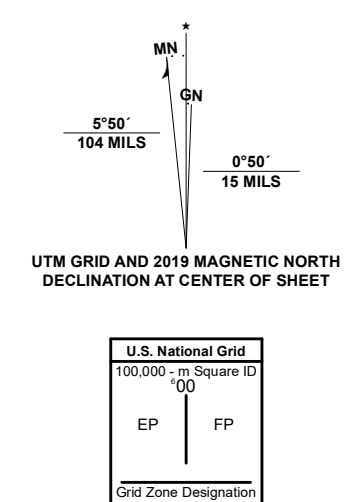 ★
MN
GN
5°50´
104 MILS
0°50´
15 MILS
UTM GRID AND 2019 MAGNETIC NORTH
DECLINATION AT CENTER OF SHEET
U.S. National Grid
100,000 - m Square ID
⁶00
EP FP
Grid Zone Designation